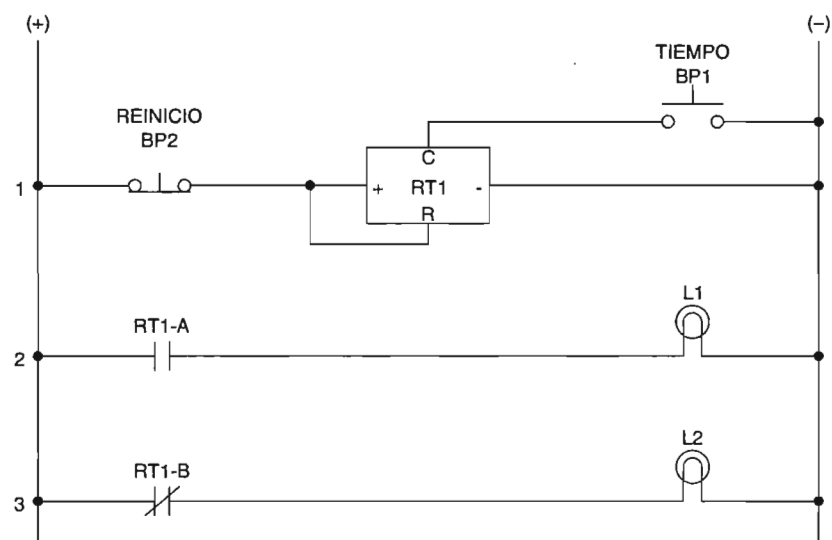 (+)
(–)
TIEMPO
BP1
REINICIO
BP2
C
1
+ RT1 -
R
L1
RT1-A
2
L2
RT1-B
3